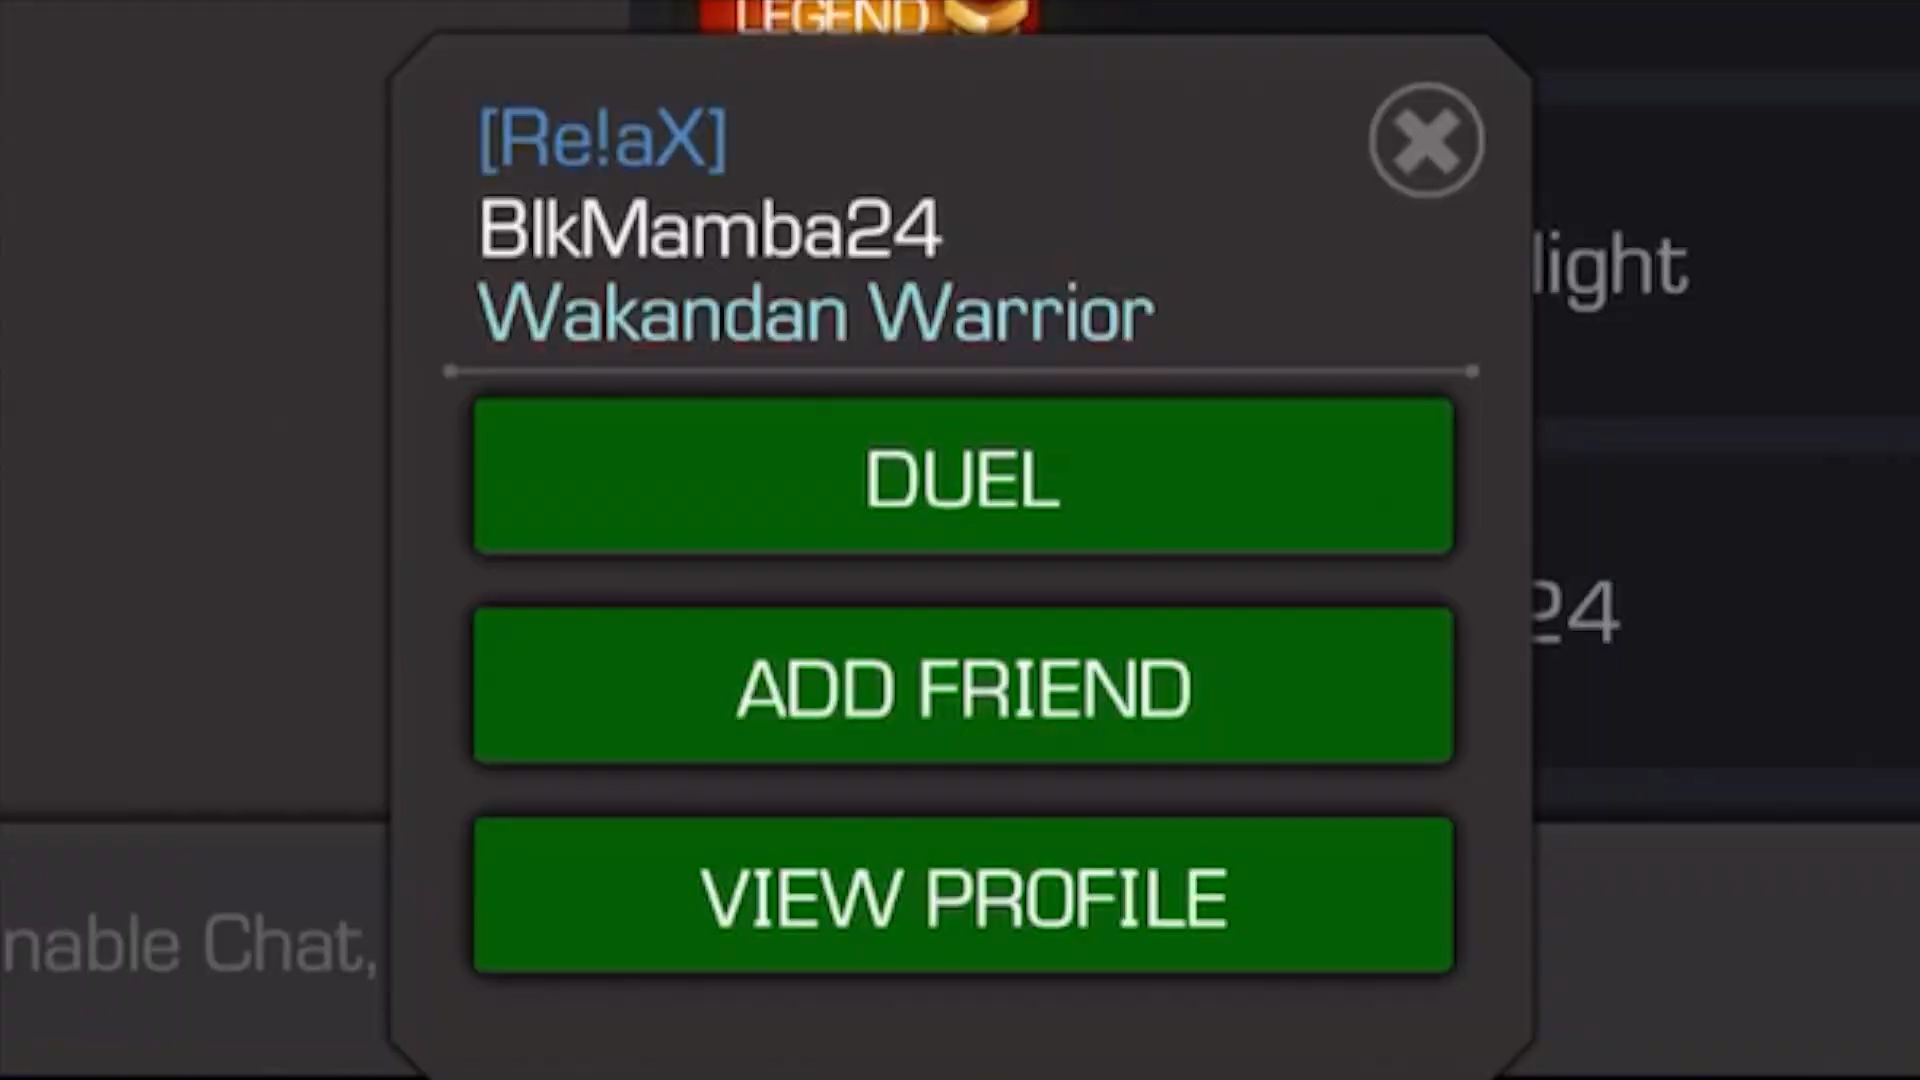 LEGEND
[Re!aX]
BlkMamba24
Wakandan Warrior
light
DUEL
24
ADD FRIEND
VIEW PROFILE
nable Chat,